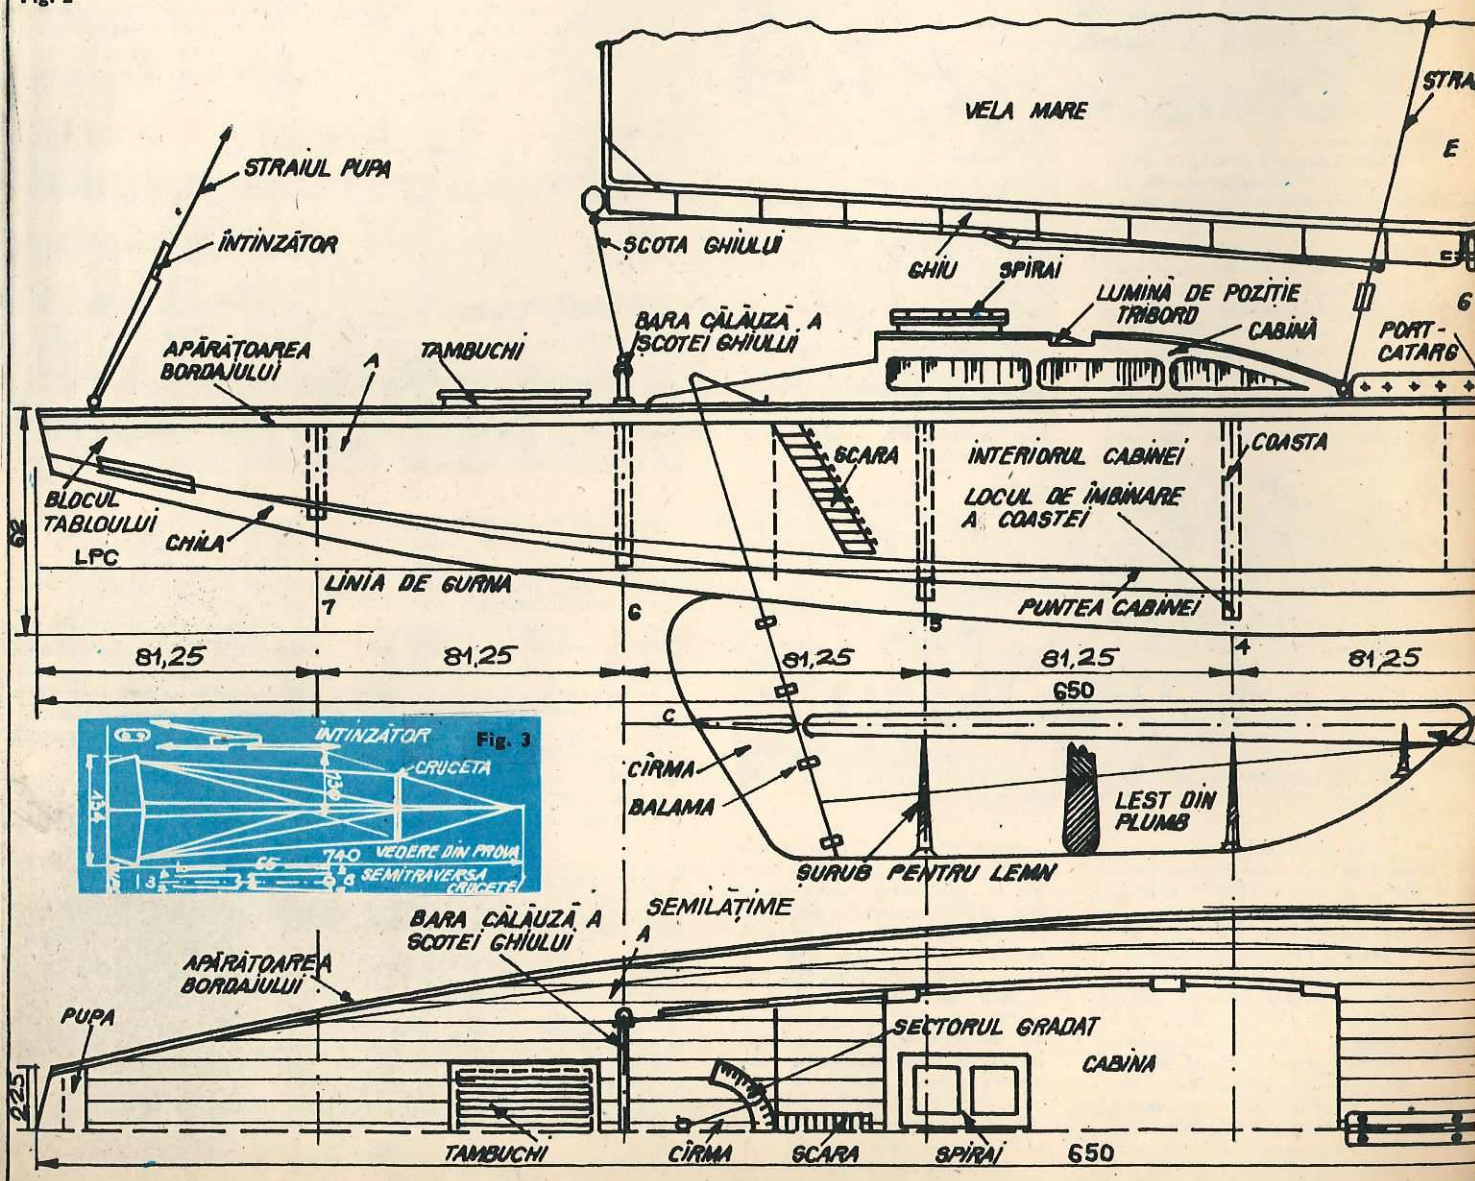 Fig. 2
VELA MARE
E
STRAIUL PUPA
ÎNTINZĂTOR
ȘCOTA GHIULUI
GHIU
SPIRAI
LUMINĂ DE POZIȚIE
TRIBORD
CABINĂ
6
PORT-
CATARG
BARA CĂLĂUZĂ A
ȘCOTEI GHIULUI
APĂRĂTOAREA
BORDAJULUI
A
TAMBUCHI
BLOCUL
TABLOULUI
CHILA
62
LPC
SCARA
INTERIORUL CABINEI
COASTA
LOCUL DE ÎMBINARE
A COASTEI
LINIA DE GURNA
PUNTEA CABINEI
7
6
5
4
81,25
81,25
81,25
81,25
81,25
650
C
CÎRMA
BALAMA
LEST DIN
PLUMB
ȘURUB PENTRU LEMN
ÎNTINZĂTOR
Fig. 3
CRUCETA
134
740
65
VEDERE DIN PROVA
SEMITRAVERSA
CRUCETEI
BARA CĂLĂUZĂ A
SCOTEI GHIULUI
SEMILĂȚIME
A
APĂRĂTOAREA
BORDAJULUI
PUPA
SECTORUL GRADAT
CABINA
TAMBUCHI
CÎRMA
SCARA
SPIRAI
650